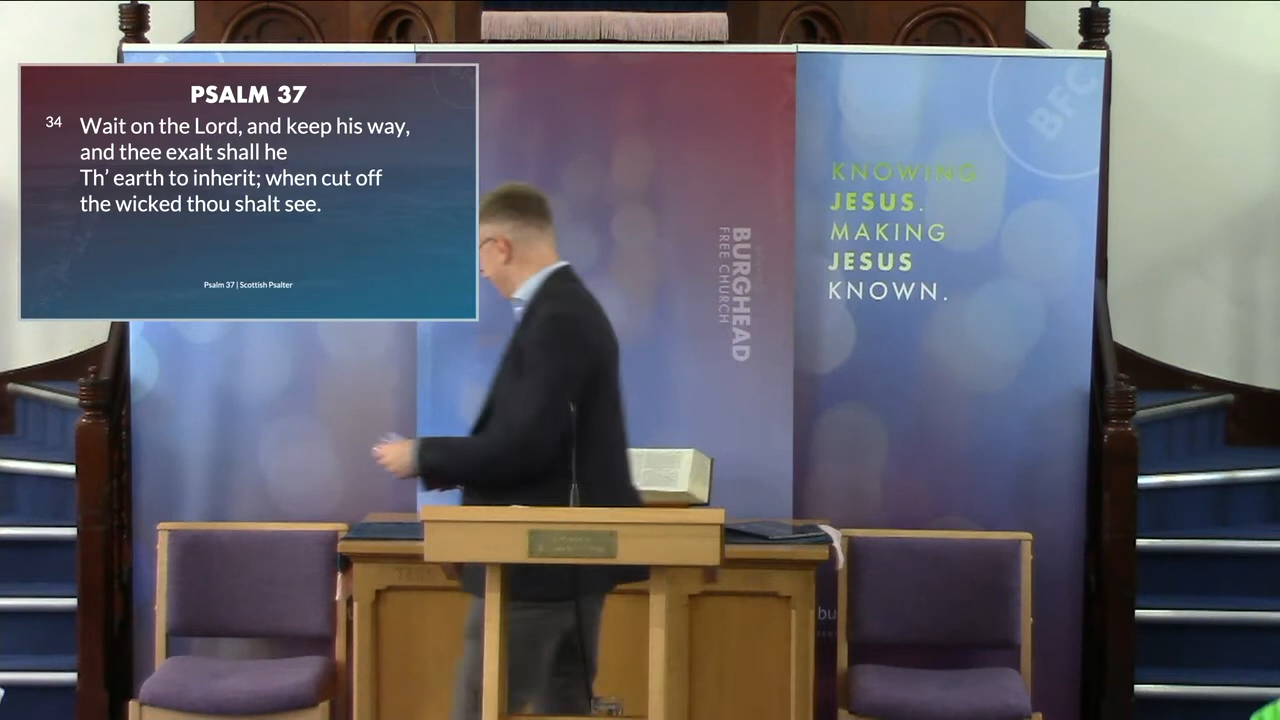 PSALM 37
34 Wait on the Lord, and keep his way,
and thee exalt shall he
Th’ earth to inherit; when cut off
the wicked thou shalt see.
Psalm 37 | Scottish Psalter
BFC
KNOWING
JESUS.
MAKING
JESUS
KNOWN.
BURGHEAD
FREE CHURCH
bu